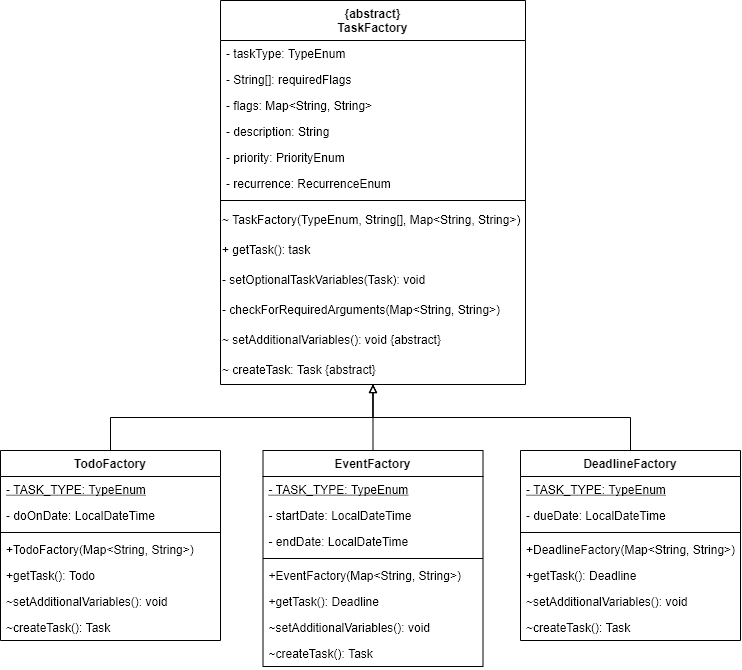 {abstract}
TaskFactory
- taskType: TypeEnum
- String[]: requiredFlags
- flags: Map<String, String>
- description: String
- priority: PriorityEnum
- recurrence: RecurrenceEnum
~ TaskFactory(TypeEnum, String[], Map<String, String>)
+ getTask(): task
- setOptionalTaskVariables(Task): void
- checkForRequiredArguments(Map<String, String>)
~ setAdditionalVariables(): void {abstract}
~ createTask: Task {abstract}
TodoFactory
- TASK_TYPE: TypeEnum
- doOnDate: LocalDateTime
+TodoFactory(Map<String, String>)
+getTask(): Todo
~setAdditionalVariables(): void
~createTask(): Task
EventFactory
- TASK_TYPE: TypeEnum
- startDate: LocalDateTime
- endDate: LocalDateTime
+EventFactory(Map<String, String>)
+getTask(): Deadline
~setAdditionalVariables(): void
~createTask(): Task
DeadlineFactory
- TASK_TYPE: TypeEnum
- dueDate: LocalDateTime
+DeadlineFactory(Map<String, String>)
+getTask(): Deadline
~setAdditionalVariables(): void
~createTask(): Task